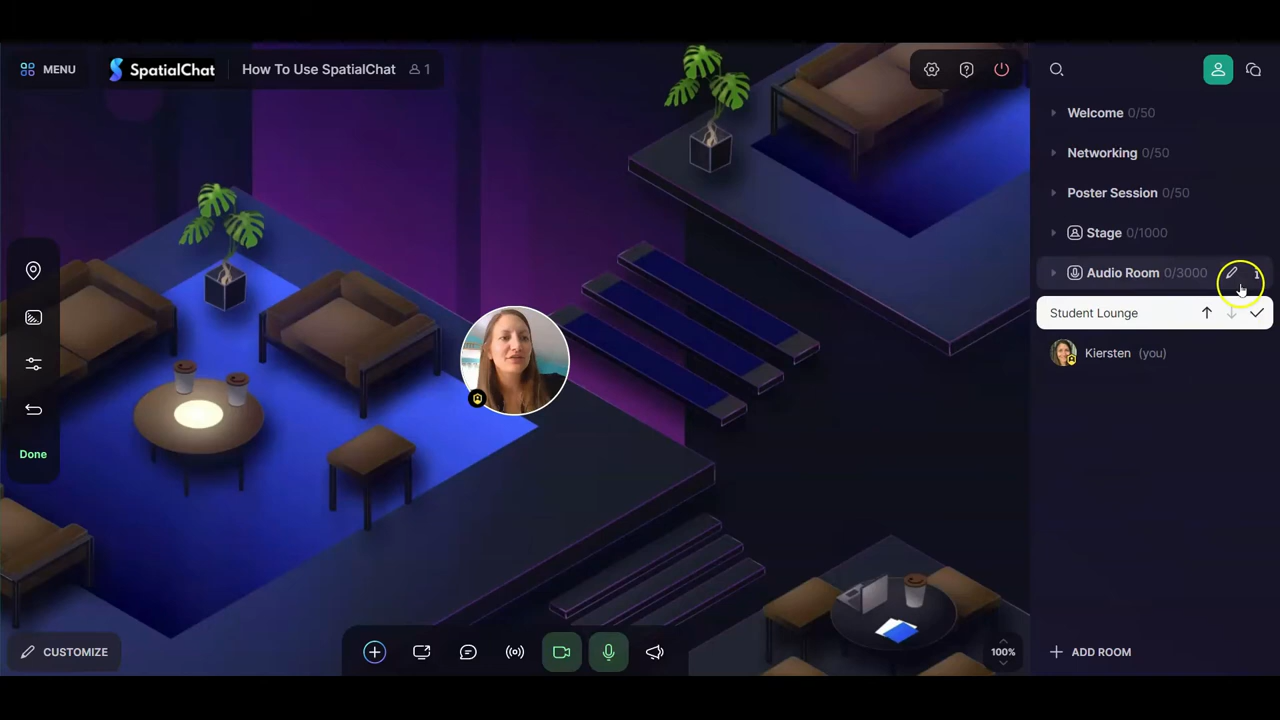 MENU
SpatialChat
How To Use SpatialChat
1
Welcome 0/50
Networking 0/50
Poster Session 0/50
Stage 0/1000
Audio Room 0/3000
Student Lounge
Kiersten (you)
Done
CUSTOMIZE
100%
ADD ROOM